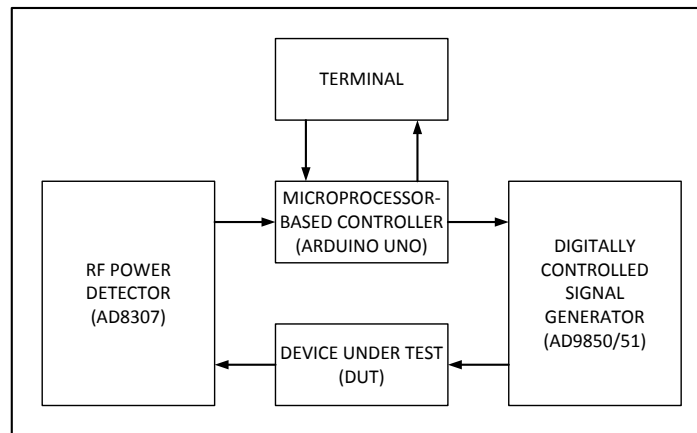 TERMINAL
MICROPROCESSOR-
BASED CONTROLLER
(ARDUINO UNO)
RF POWER
DETECTOR
(AD8307)
DIGITALLY
CONTROLLED
SIGNAL
GENERATOR
(AD9850/51)
DEVICE UNDER TEST
(DUT)